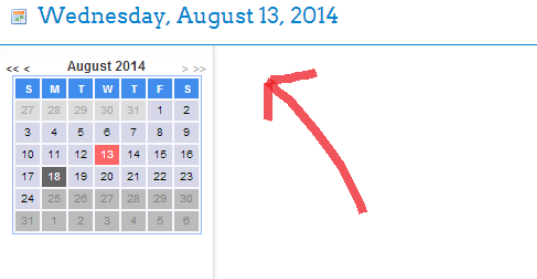 Wednesday, August 13, 2014
<< < August 2014 > >>
S M T W T F S
27 28 29 30 31 1 2
3 4 5 6 7 8 9
10 11 12 13 14 15 16
17 18 19 20 21 22 23
24 25 26 27 28 29 30
31 1 2 3 4 5 6